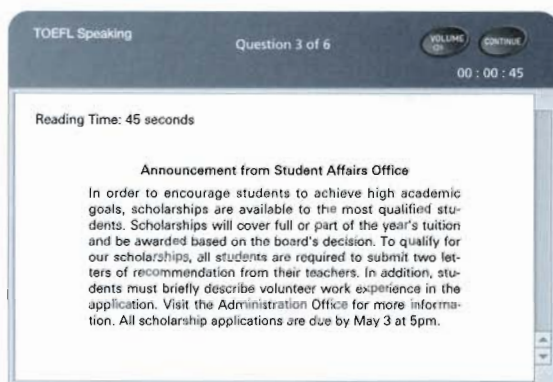 TOEFL Speaking
Question 3 of 6
VOLUME
CONTINUE
00 : 00 : 45
Reading Time: 45 seconds
Announcement from Student Affairs Office
In order to encourage students to achieve high academic
goals, scholarships are available to the most qualified stu-
dents. Scholarships will cover full or part of the year's tuition
and be awarded based on the board's decision. To qualify for
our scholarships, all students are required to submit two let-
ters of recommendation from their teachers. In addition, stu-
dents must briefly describe volunteer work experience in the
application. Visit the Administration Office for more informa-
tion. All scholarship applications are due by May 3 at 5pm.